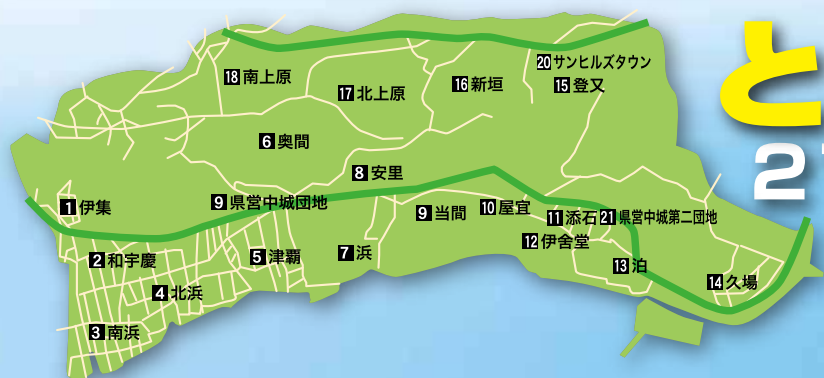 と
2
20 サンヒルズタウン
18 南上原
17 北上原
16 新垣
15 登又
6 奥間
8 安里
1 伊集
9 県営中城団地
9 当間
10 屋宜
11 添石
21 県営中城第二団地
12 伊舎堂
2 和宇慶
5 津覇
7 浜
13 泊
14 久場
4 北浜
3 南浜